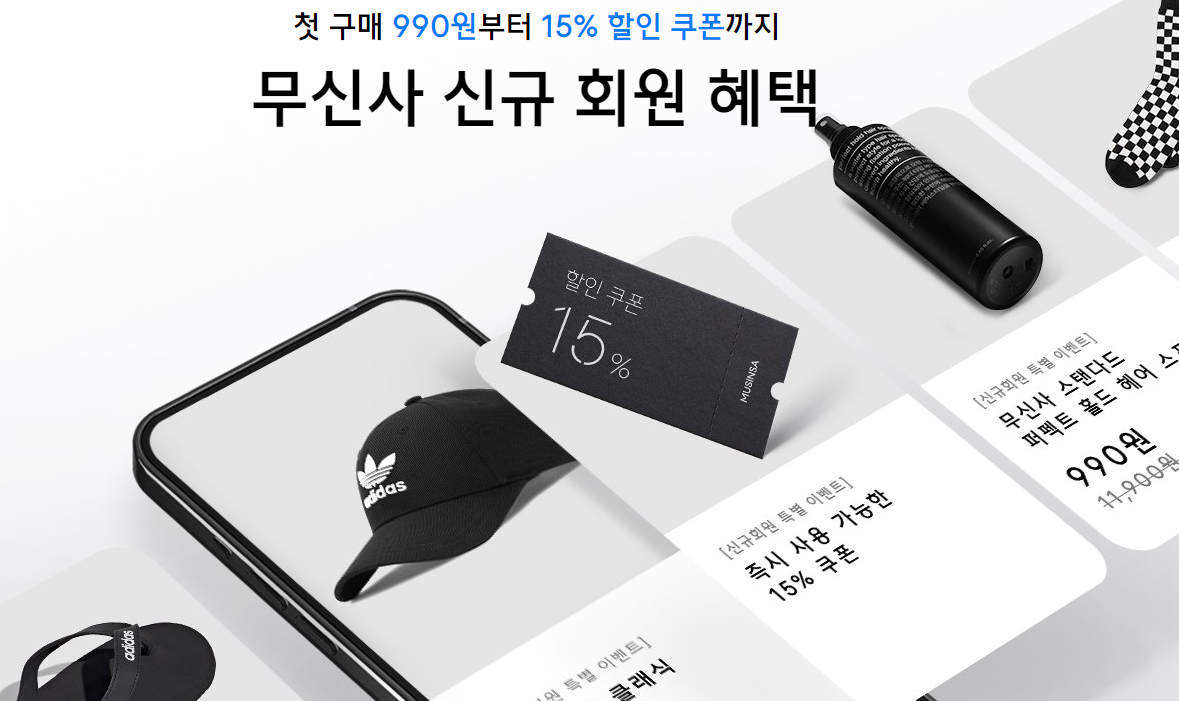 첫 구매 990원부터 15% 할인 쿠폰까지
무신사 신규 회원 혜택
할인 쿠폰
15%
MUSINSA
adidas
adidas
[신규회원 특별 이벤트]
무신사 스탠다드
퍼펙트 홀드 헤어
990원
11,900원
[신규회원 특별 이벤트]
즉시 사용 가능한
15% 쿠폰
특별 이벤트]
클래식